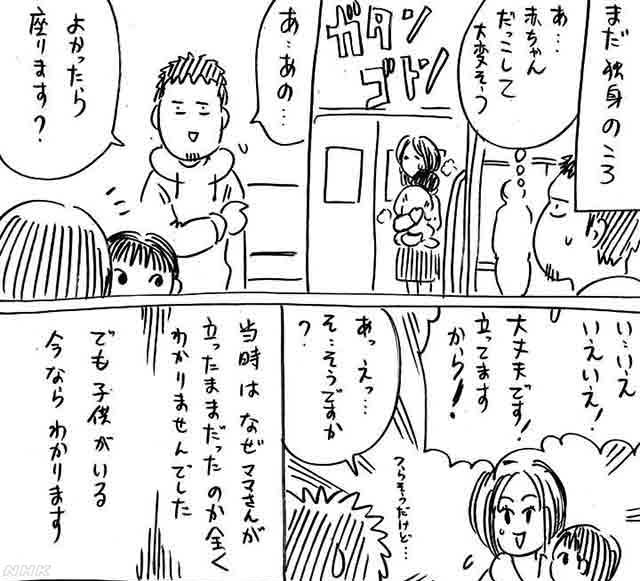 まだ独身のころ
あ…
赤ちゃん
だっこして
大変そう
ガタン
ゴトン
あ…あの…
よかったら
座ります？
い…いえ
いえいえ！
大丈夫です！
立ってます
から！
あっえっ…
そ…そうですか
？
つらそうだけど…
当時はなぜママさんが
立ったままだったのか全く
わかりませんでした
でも子供がいる
今ならわかります
NHK